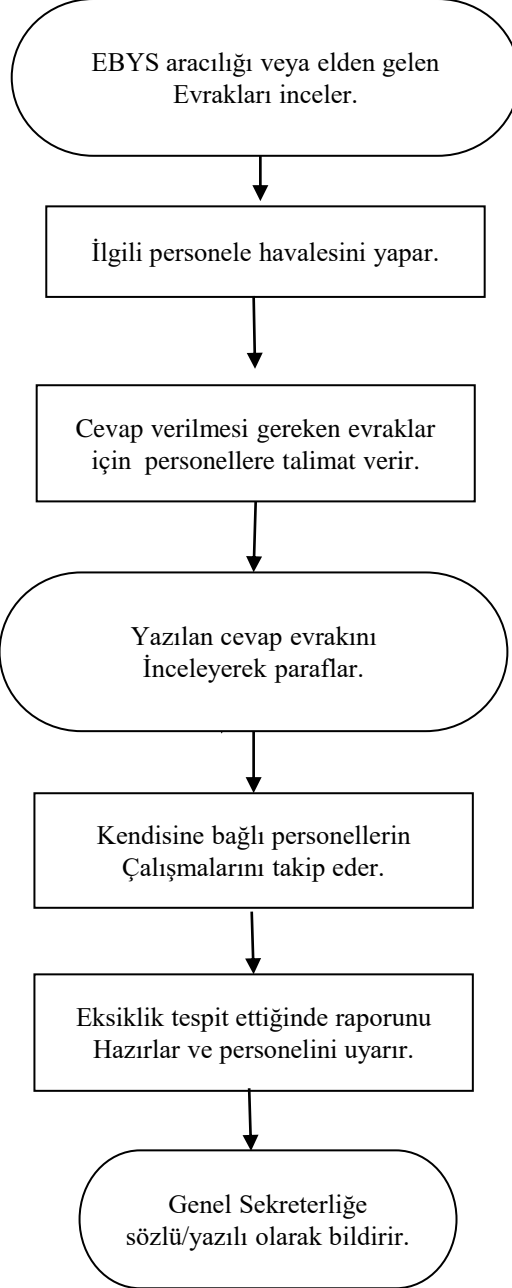 EBYS aracılığı veya elden gelen
Evrakları inceler.
İlgili personele havalesini yapar.
Cevap verilmesi gereken evraklar
için  personellere talimat verir.
Yazılan cevap evrakını
İnceleyerek paraflar.
Kendisine bağlı personellerin
Çalışmalarını takip eder.
Eksiklik tespit ettiğinde raporunu
Hazırlar ve personelini uyarır.
Genel Sekreterliğe
sözlü/yazılı olarak bildirir.